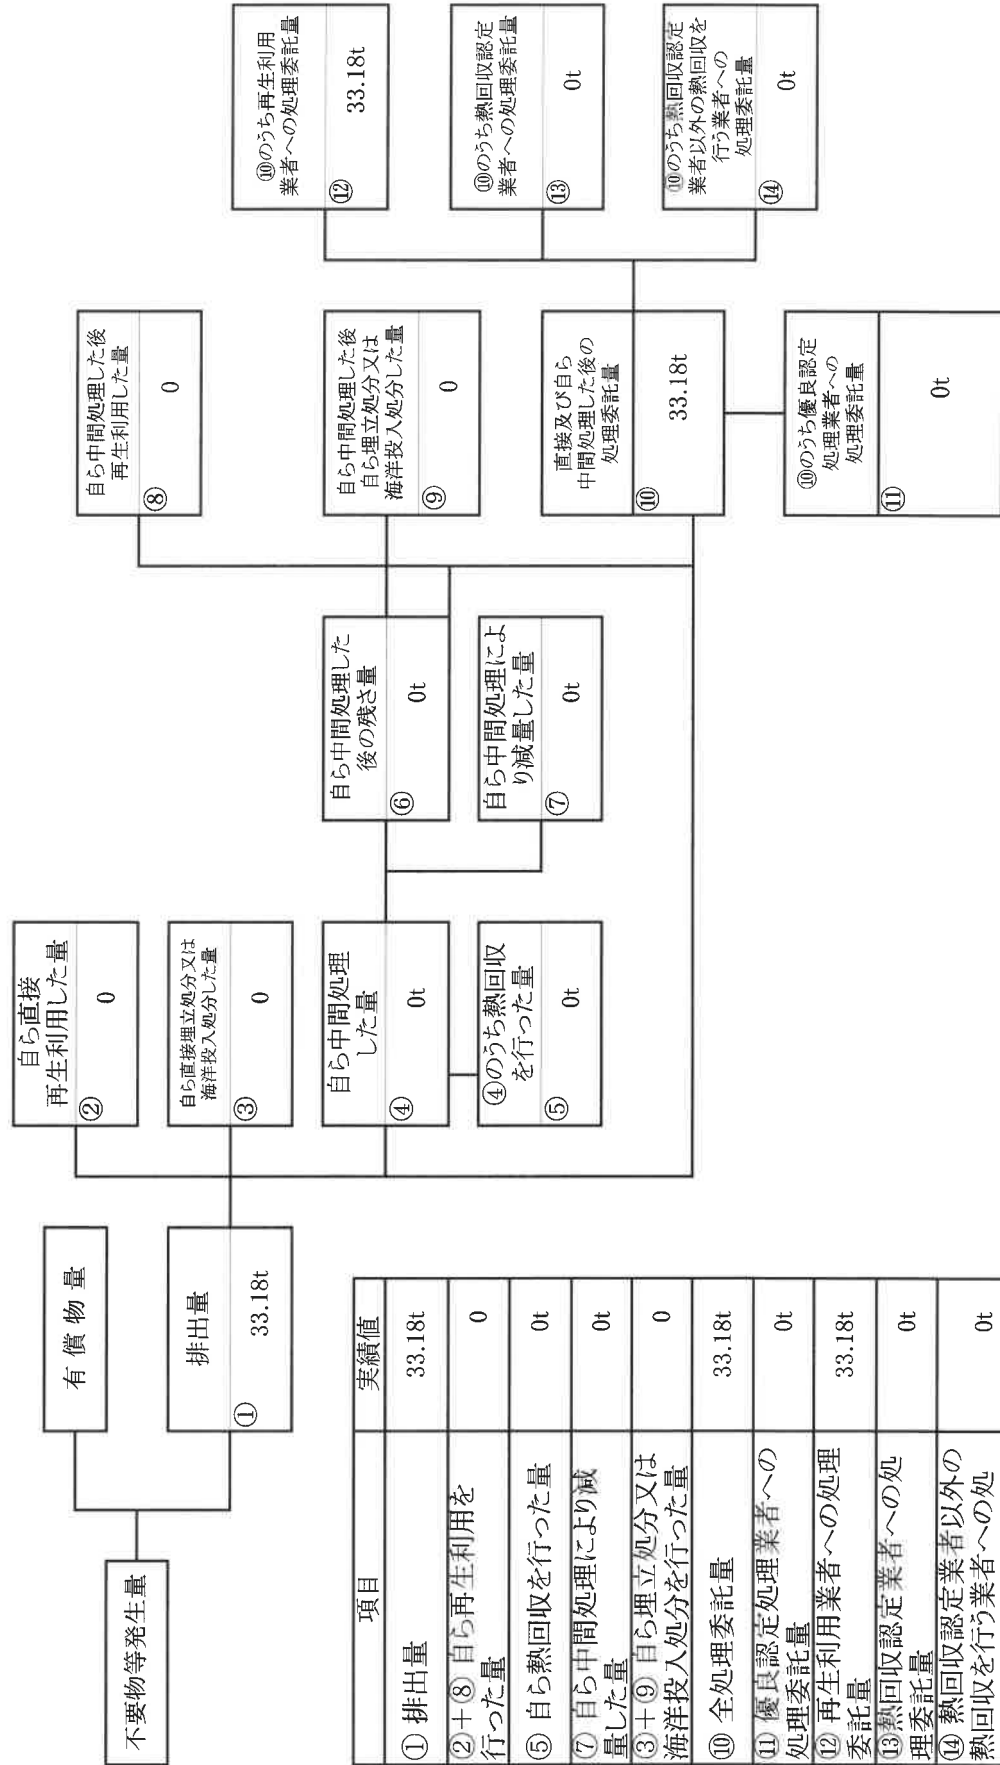 不要物等発生量
有償物量
排出量
①
33.18t
自ら直接
再生利用した量
②
0
自ら直接埋立処分又は
海洋投入処分した量
③
0
自ら中間処理
した量
④
0t
④のうち熱回収
を行った量
⑤
0t
自ら中間処理した
後の残さ量
⑥
0t
自ら中間処理によ
り減量した量
⑦
0t
自ら中間処理した後
再生利用した量
⑧
0
自ら中間処理した後
自ら埋立処分又は
海洋投入処分した量
⑨
0
直接及び自ら
中間処理した後の
処理委託量
⑩
33.18t
⑩のうち優良認定
処理業者への
処理委託量
⑪
0t
⑩のうち再生利用
業者への処理委託量
⑫
33.18t
⑩のうち熱回収認定
業者への処理委託量
⑬
0t
⑩のうち熱回収認定
業者以外の熱回収を
行う業者への
処理委託量
⑭
0t
項目 実績値
① 排出量 33.18t
②+⑧ 自ら再生利用を
行った量 0
⑤ 自ら熱回収を行った量 0t
⑦ 自ら中間処理により減
量した量 0t
③+⑨ 自ら埋立処分又は
海洋投入処分を行った量 0
⑩ 全処理委託量 33.18t
⑪ 優良認定処理業者への
処理委託量 0t
⑫ 再生利用業者への処理
委託量 33.18t
⑬熱回収認定業者への処
理委託量 0t
⑭ 熱回収認定業者以外の
熱回収を行う業者への処 0t